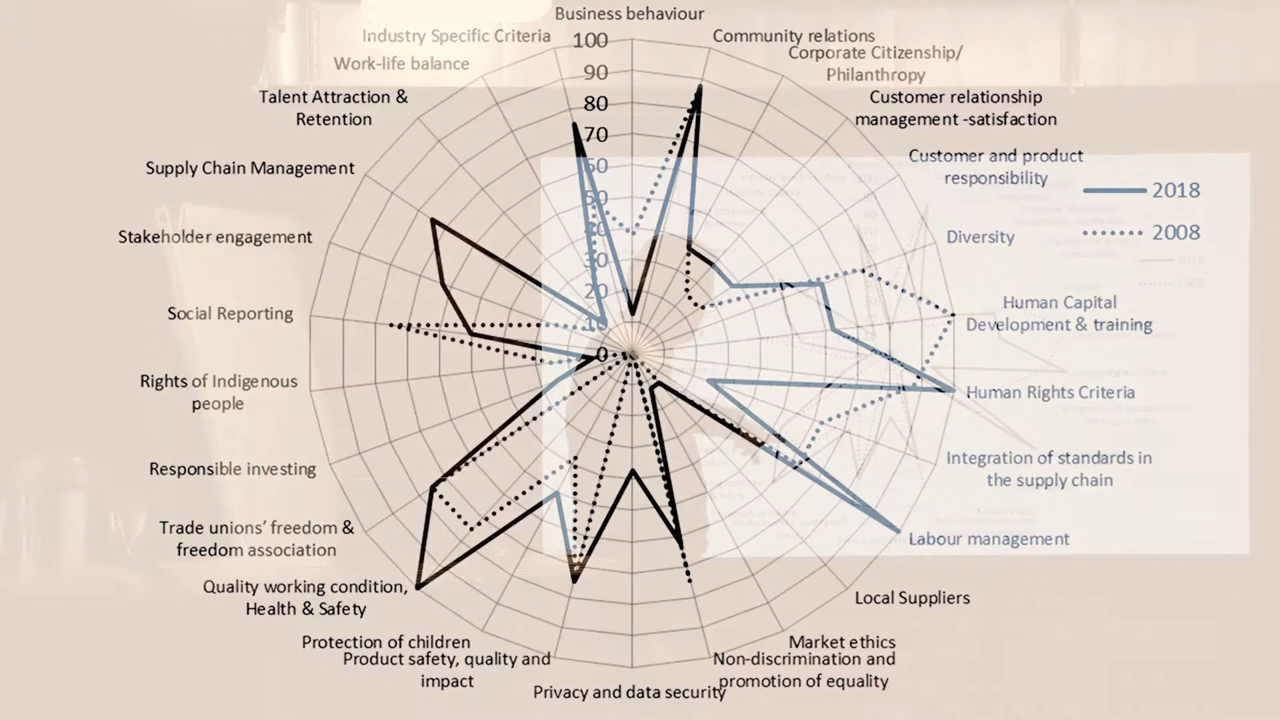 Business behaviour
Community relations
Corporate Citizenship/
Philanthropy
Customer relationship
management -satisfaction
Customer and product
responsibility
Diversity
Human Capital
Development & training
Human Rights Criteria
Integration of standards in
the supply chain
Labour management
Local Suppliers
Market ethics
Non-discrimination and
promotion of equality
Privacy and data security
Product safety, quality and
impact
Protection of children
Quality working condition,
Health & Safety
Trade unions’ freedom &
freedom association
Responsible investing
Rights of Indigenous
people
Social Reporting
Stakeholder engagement
Supply Chain Management
Talent Attraction &
Retention
Work-life balance
Industry Specific Criteria
100
90
80
70
60
50
40
30
20
10
0
2018
2008